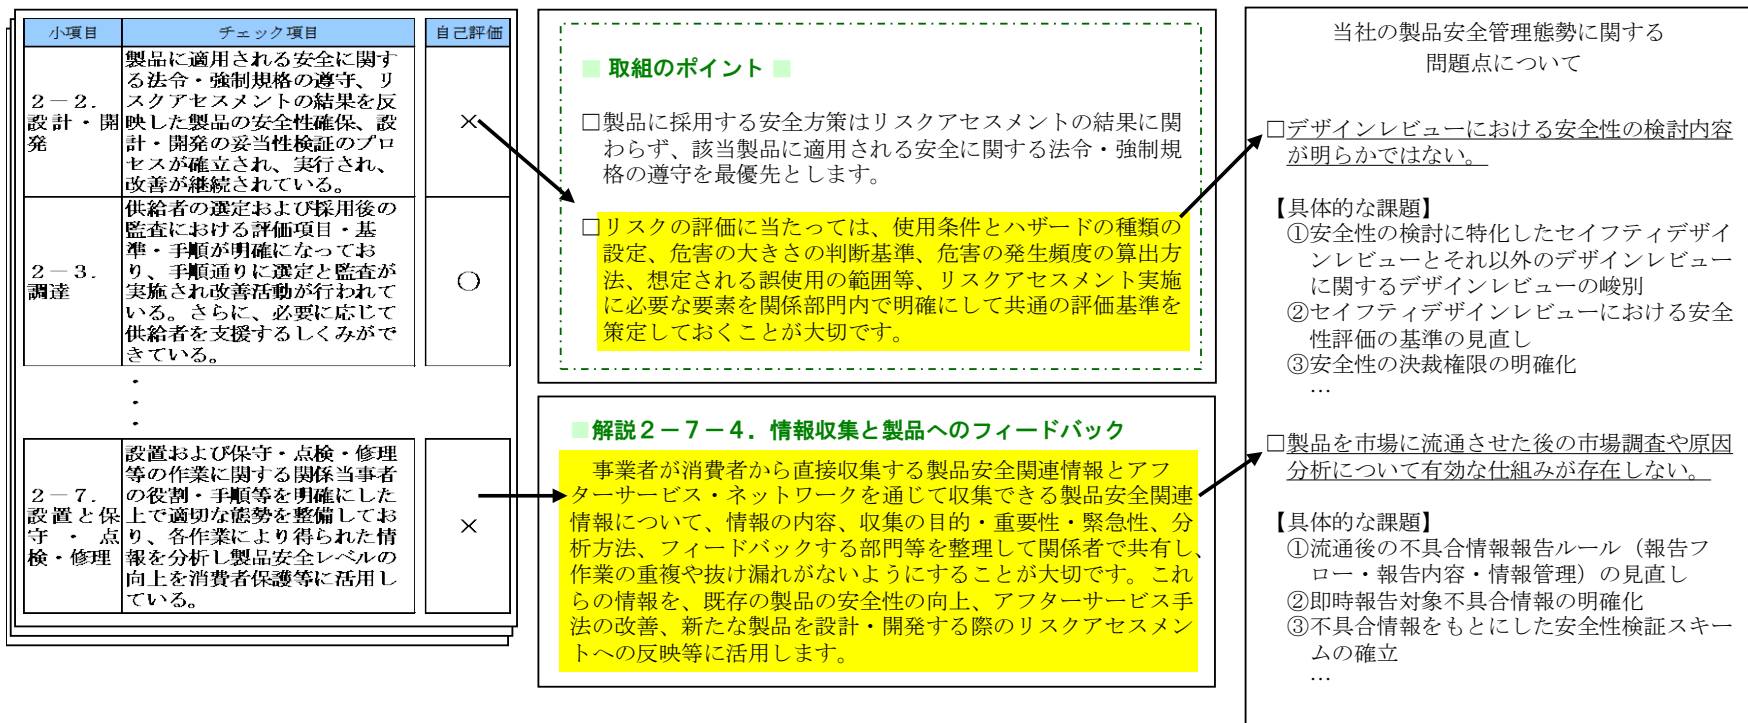 小項目
チェック項目
自己評価
2－2．
設計・開
発
製品に適用される安全に関す
る法令・強制規格の遵守、リ
スクアセスメントの結果を反
映した製品の安全性確保、設
計・開発の妥当性検証のプロ
セスが確立され、実行され、
改善が継続されている。
×
2－3．
調達
供給者の選定および採用後の
監査における評価項目・基
準・手順が明確になってお
り、手順通りに選定と監査が
実施され改善活動が行われて
いる。さらに、必要に応じて
供給者を支援するしくみがで
きている。
○
・
・
・
2－7．
設置と保
守・点
検・修理
設置および保守・点検・修理
等の作業に関する関係当事者
の役割・手順等を明確にした
上で適切な態勢を整備してお
り、各作業により得られた情
報を分析し製品安全レベルの
向上を消費者保護等に活用し
ている。
×
■ 取組のポイント ■
□製品に採用する安全方策はリスクアセスメントの結果に関
わらず、該当製品に適用される安全に関する法令・強制規
格の遵守を最優先とします。
□リスクの評価に当たっては、使用条件とハザードの種類の
設定、危害の大きさの判断基準、危害の発生頻度の算出方
法、想定される誤使用の範囲等、リスクアセスメント実施
に必要な要素を関係部門内で明確にして共通の評価基準を
策定しておくことが大切です。
■解説2－7－4．情報収集と製品へのフィードバック
事業者が消費者から直接収集する製品安全関連情報とアフ
ターサービス・ネットワークを通じて収集できる製品安全関連
情報について、情報の内容、収集の目的・重要性・緊急性、分
析方法、フィードバックする部門等を整理して関係者で共有し、
作業の重複や抜け漏れがないようにすることが大切です。これ
らの情報を、既存の製品の安全性の向上、アフターサービス手
法の改善、新たな製品を設計・開発する際のリスクアセスメン
トへの反映等に活用します。
当社の製品安全管理態勢に関する
問題点について
□デザインレビューにおける安全性の検討内容
が明らかではない。
【具体的な課題】
①安全性の検討に特化したセイフティデザイ
ンレビューとそれ以外のデザインレビュー
に関するデザインレビューの峻別
②セイフティデザインレビューにおける安全
性評価の基準の見直し
③安全性の決裁権限の明確化
…
□製品を市場に流通させた後の市場調査や原因
分析について有効な仕組みが存在しない。
【具体的な課題】
①流通後の不具合情報報告ルール（報告フ
ロー・報告内容・情報管理）の見直し
②即時報告対象不具合情報の明確化
③不具合情報をもとにした安全性検証スキー
ムの確立
…